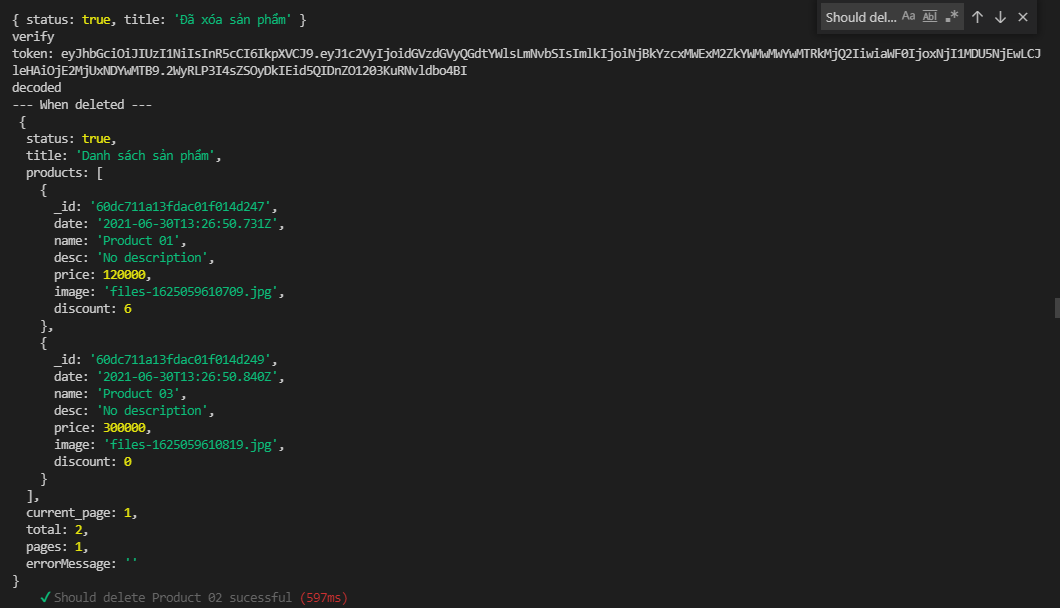 Should del... Aa Abl .*
{ status: true, title: 'Đã xóa sản phẩm' }
verify
token: eyJhbGciOiJIUzI1NiIsInR5cCI6IkpXVCJ9.eyJ1c2VyIjoidGVzdGVyQGdtYWlsLmNvbSIsImlkIjoiNjBkYzcxMWExM2ZkYWMwMWYwMTRkMjQ2IiwiaWF0IjoxNjI1MDU5NjEwLCJ
leHAiOjE2MjUxNDYwMTB9.2WyRLP3I4sZSOyDkIEid5QIDnZO1203KuRNvldbo4BI
decoded
--- When deleted ---
{
status: true,
title: 'Danh sách sản phẩm',
products: [
{
_id: '60dc711a13fdac01f014d247',
date: '2021-06-30T13:26:50.731Z',
name: 'Product 01',
desc: 'No description',
price: 120000,
image: 'files-1625059610709.jpg',
discount: 6
},
{
_id: '60dc711a13fdac01f014d249',
date: '2021-06-30T13:26:50.840Z',
name: 'Product 03',
desc: 'No description',
price: 300000,
image: 'files-1625059610819.jpg',
discount: 0
}
],
current_page: 1,
total: 2,
pages: 1,
errorMessage: ''
}
✔ Should delete Product 02 sucessful (597ms)